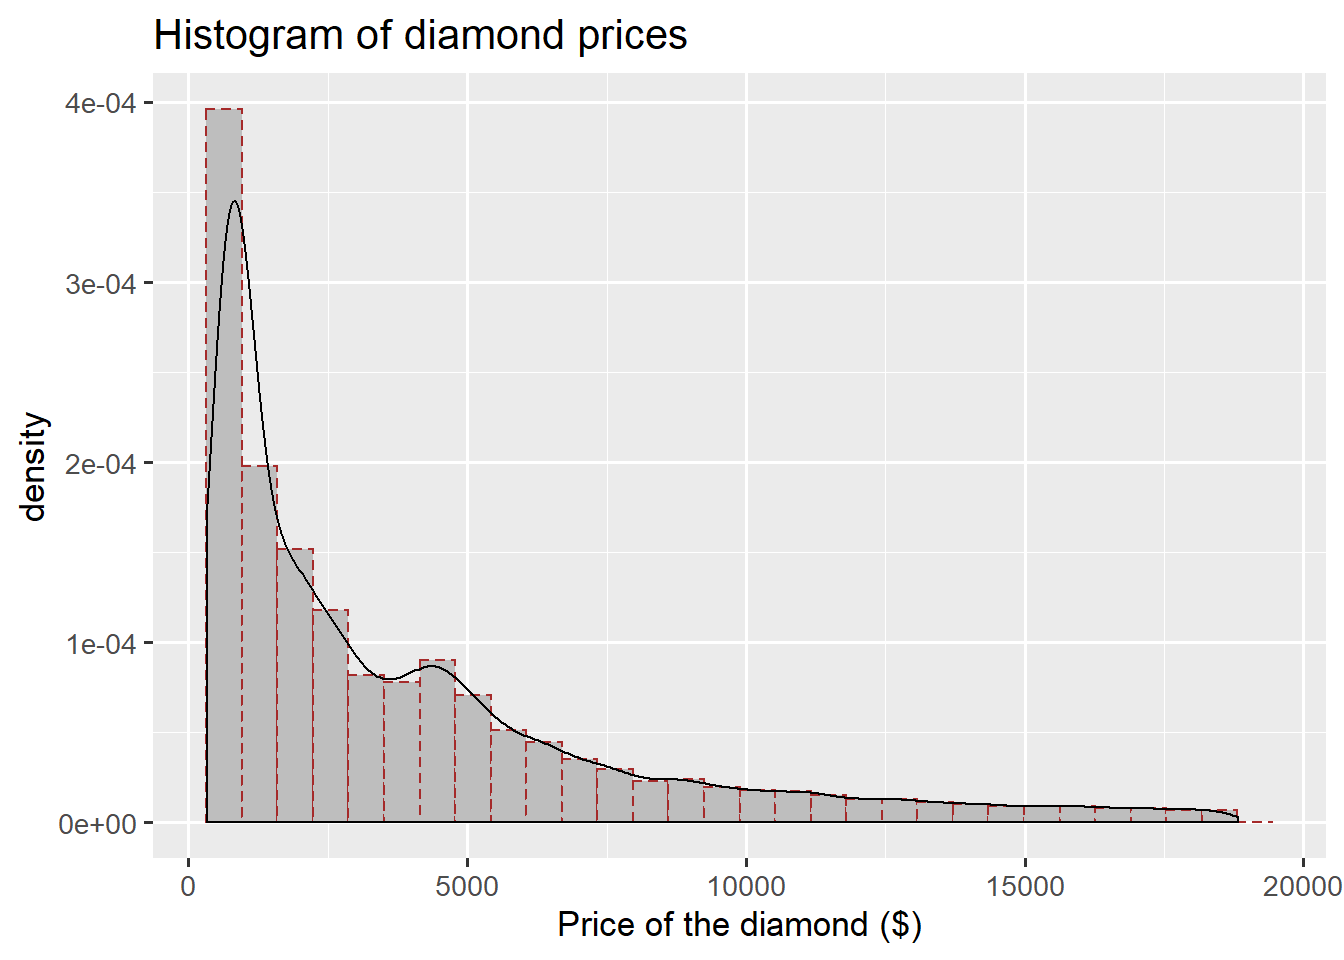 Histogram of diamond prices
density
4e-04
3e-04
2e-04
1e-04
0e+00
0 5000 10000 15000 20000
Price of the diamond ($)